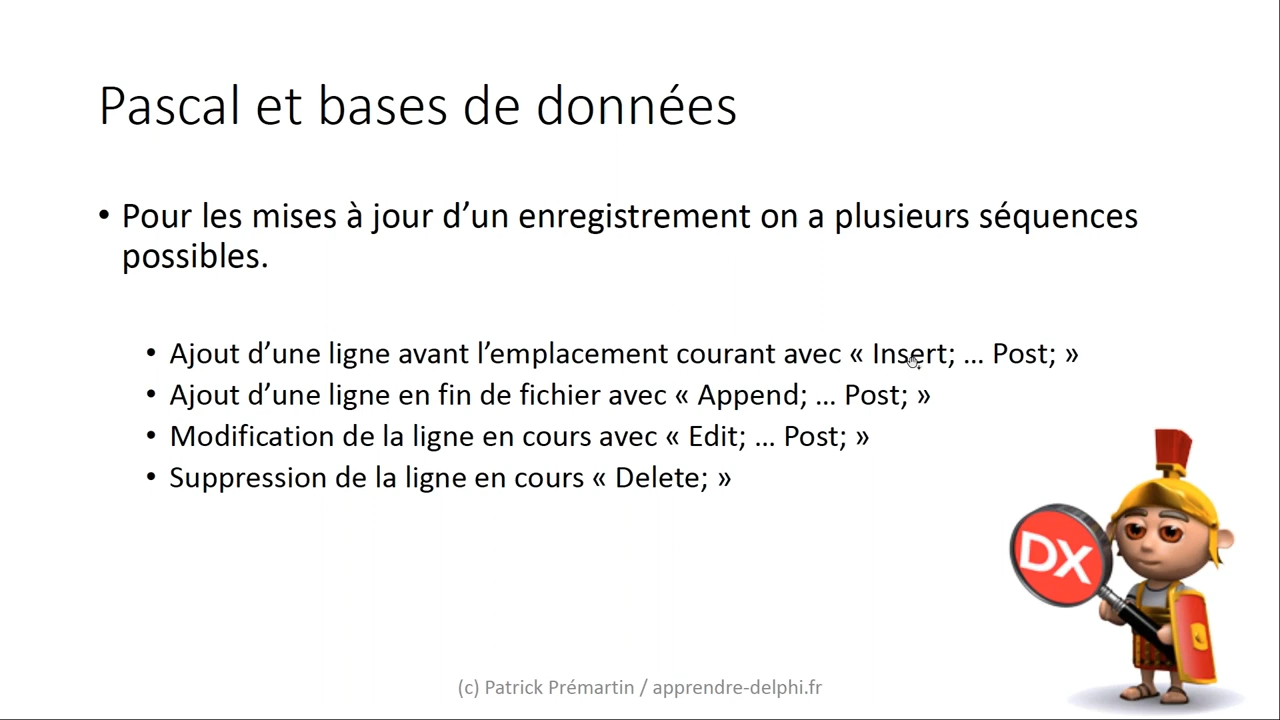 Pascal et bases de données
• Pour les mises à jour d’un enregistrement on a plusieurs séquences
possibles.
• Ajout d’une ligne avant l’emplacement courant avec « Insert; … Post; »
• Ajout d’une ligne en fin de fichier avec « Append; … Post; »
• Modification de la ligne en cours avec « Edit; … Post; »
• Suppression de la ligne en cours « Delete; »
DX
(c) Patrick Prémartin / apprendre-delphi.fr